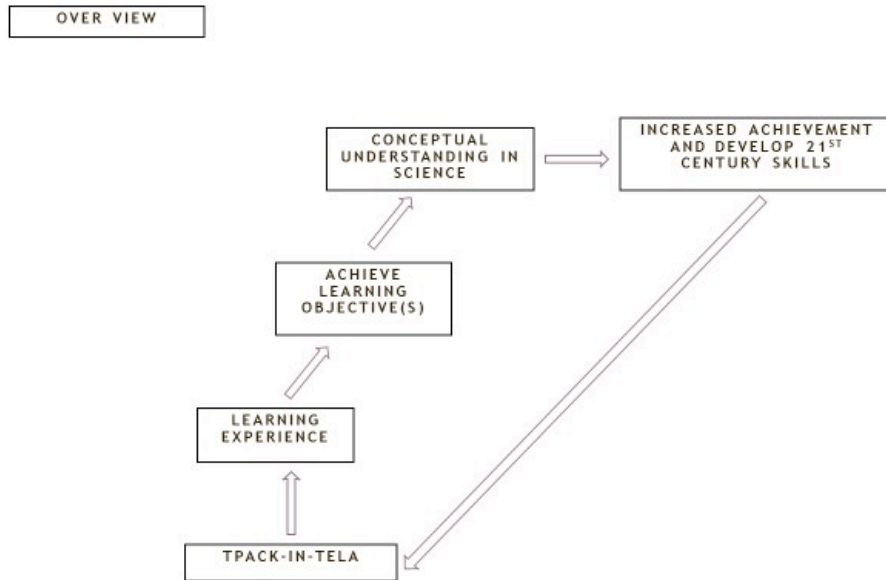 OVER VIEW
CONCEPTUAL
UNDERSTANDING IN
SCIENCE
INCREASED ACHIEVEMENT
AND DEVELOP 21ST
CENTURY SKILLS
ACHIEVE
LEARNING
OBJECTIVE(S)
LEARNING
EXPERIENCE
TPACK-IN-TELA